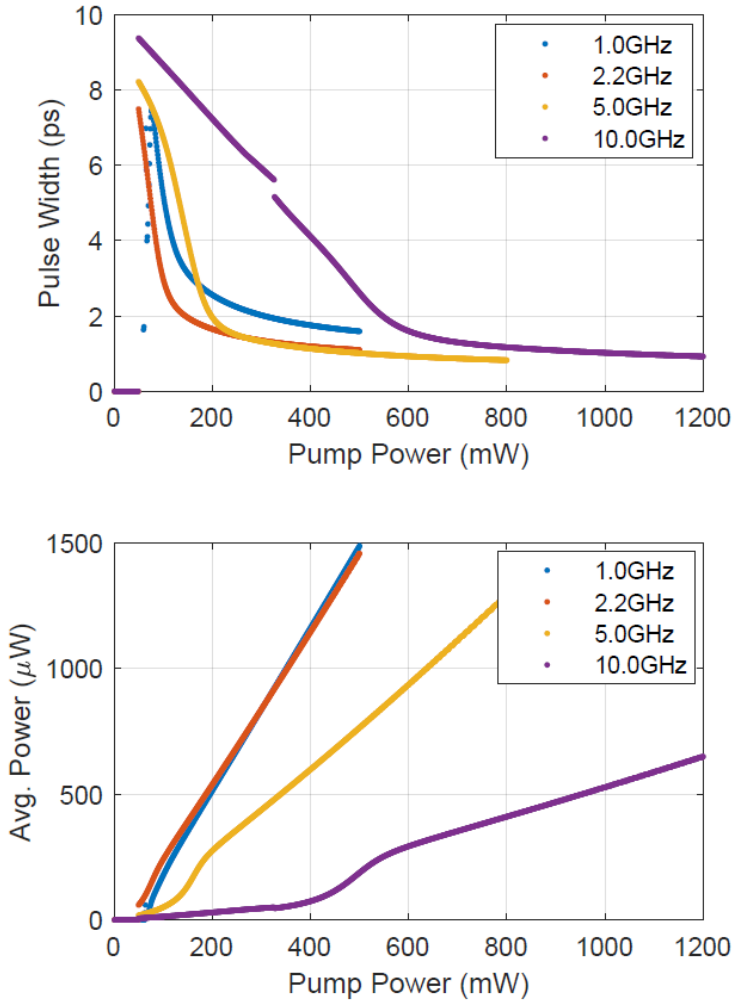 10
8
6
4
2
0
Pulse Width (ps)
1.0GHz
2.2GHz
5.0GHz
10.0GHz
0 200 400 600 800 1000 1200
Pump Power (mW)
1500
1000
500
0
Avg. Power (μW)
1.0GHz
2.2GHz
5.0GHz
10.0GHz
0 200 400 600 800 1000 1200
Pump Power (mW)